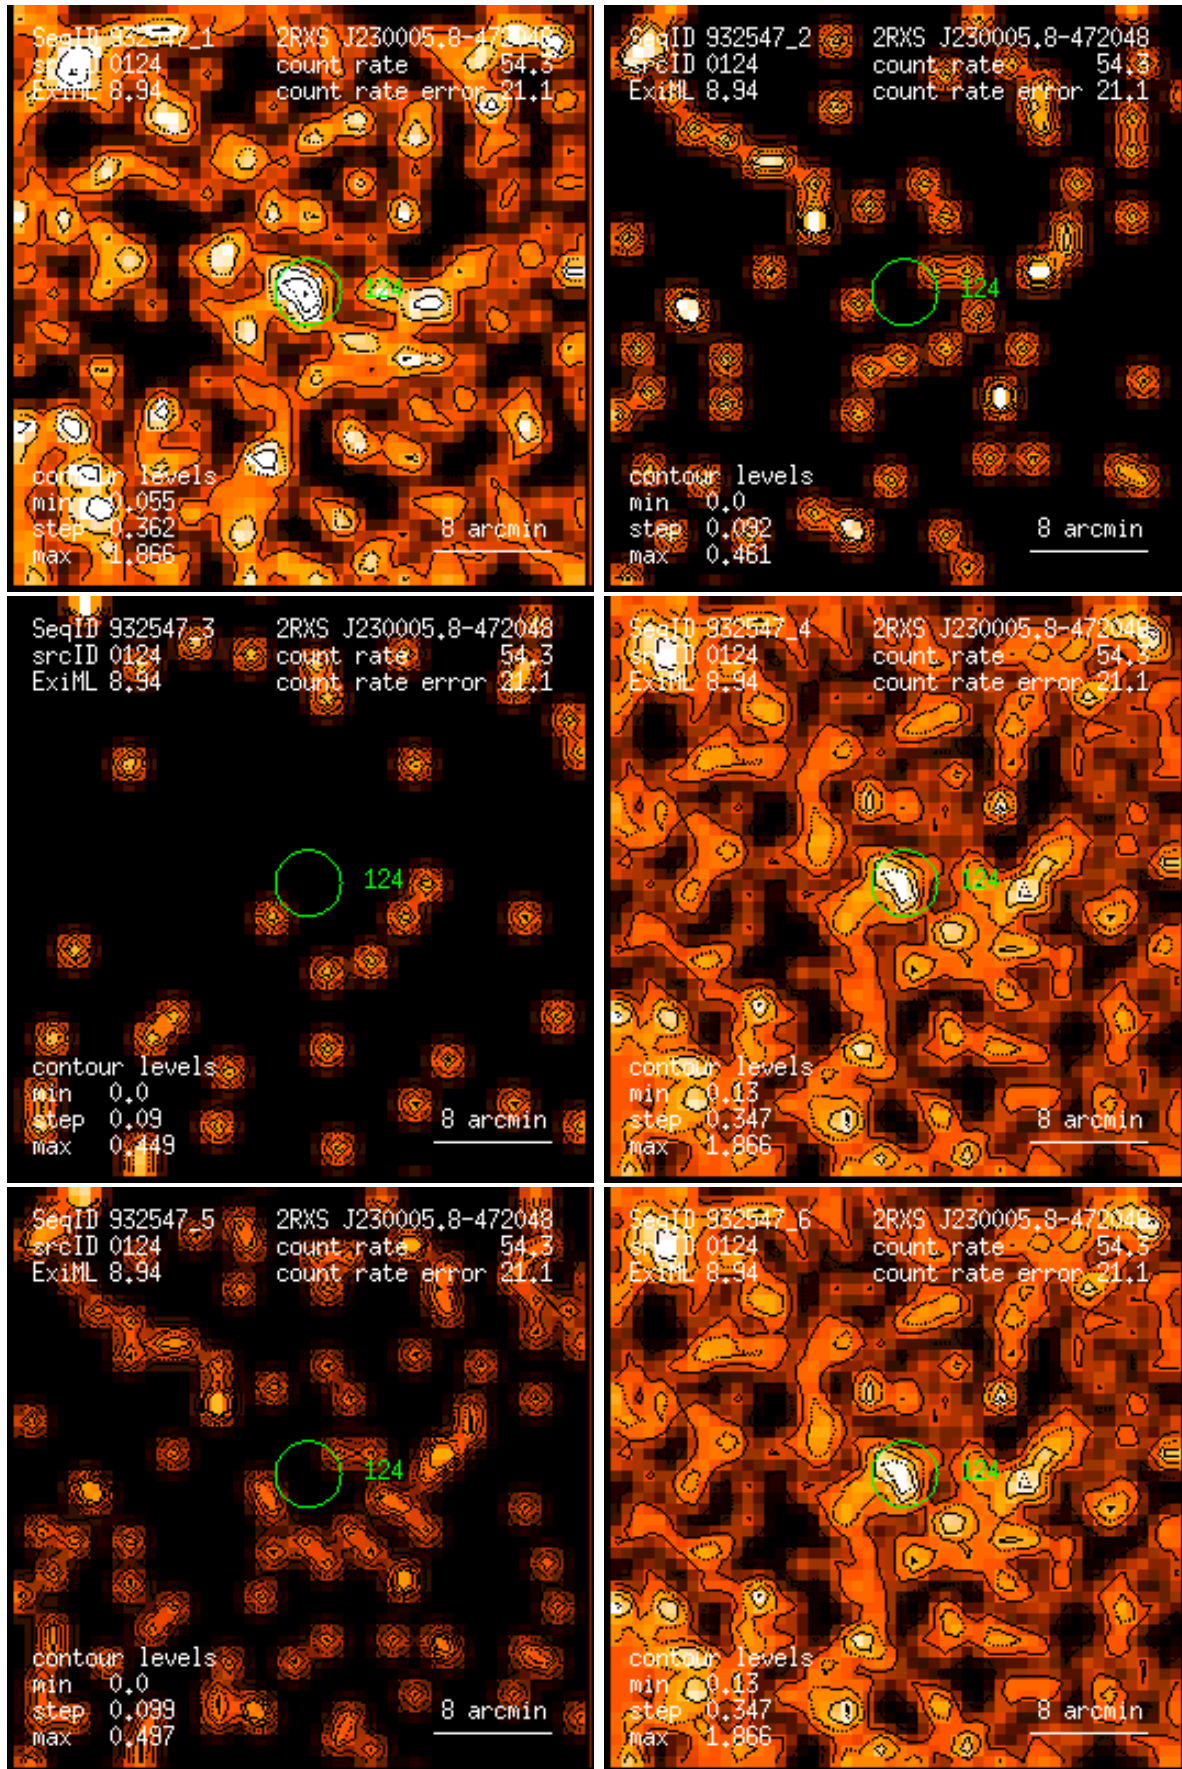 SeqID 932547_1 2RXS J230005.8-472048
srcID 0124 count rate 54.3
ExiML 8.94 count rate error 21.1
124
contour levels
min 0.055
step 0.362
max 1.866
8 arcmin
SeqID 932547_2 2RXS J230005.8-472048
srcID 0124 count rate 54.3
ExiML 8.94 count rate error 21.1
124
contour levels
min 0.0
step 0.092
max 0.461
8 arcmin
SeqID 932547_3 2RXS J230005.8-472048
srcID 0124 count rate 54.3
ExiML 8.94 count rate error 21.1
124
contour levels
min 0.0
step 0.09
max 0.449
8 arcmin
SeqID 932547_4 2RXS J230005.8-472048
srcID 0124 count rate 54.3
ExiML 8.94 count rate error 21.1
124
contour levels
min 0.13
step 0.347
max 1.866
8 arcmin
SeqID 932547_5 2RXS J230005.8-472048
srcID 0124 count rate 54.3
ExiML 8.94 count rate error 21.1
124
contour levels
min 0.0
step 0.099
max 0.497
8 arcmin
SeqID 932547_6 2RXS J230005.8-472048
srcID 0124 count rate 54.3
ExiML 8.94 count rate error 21.1
124
contour levels
min 0.13
step 0.347
max 1.866
8 arcmin